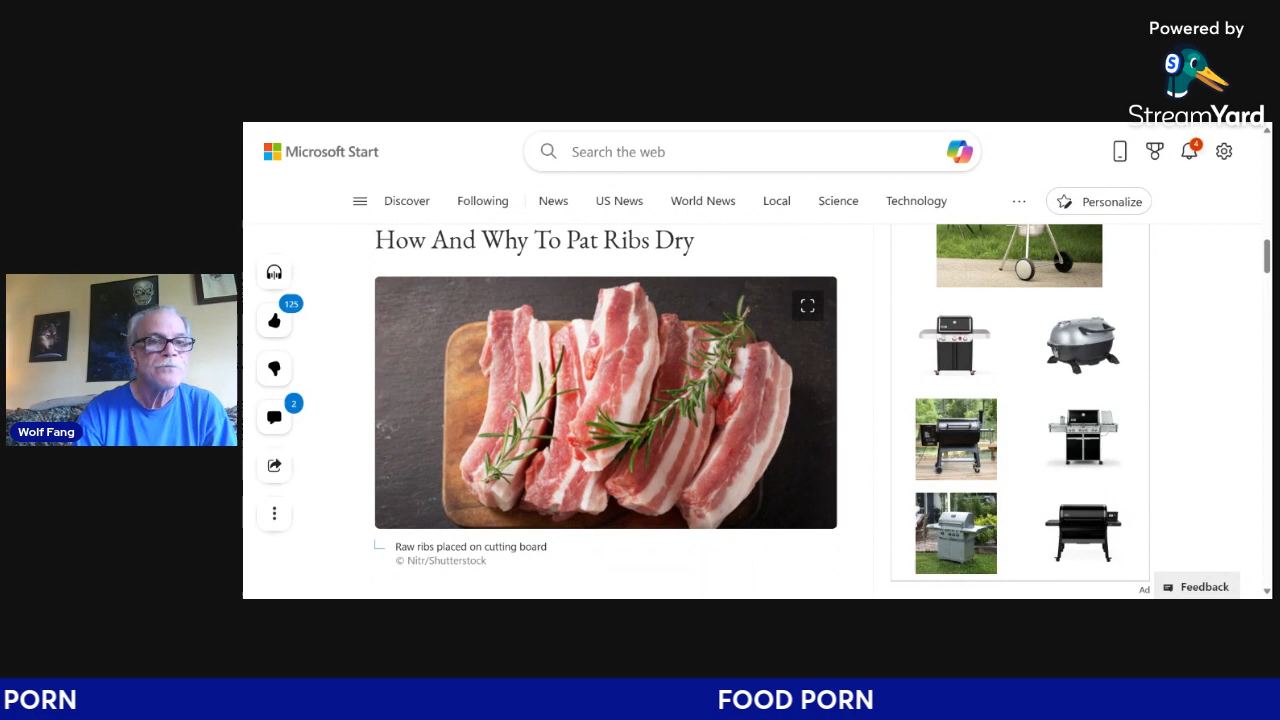 Powered by
StreamYard
Microsoft Start
Search the web
4
Discover
Following
News
US News
World News
Local
Science
Technology
Personalize
How And Why To Pat Ribs Dry
125
2
Wolf Fang
Raw ribs placed on cutting board
© Nitr/Shutterstock
Ad
Feedback
PORN
FOOD PORN